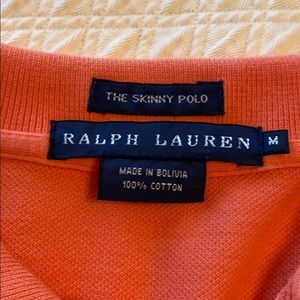 THE SKINNY POLO
RALPH LAUREN M
MADE IN BOLIVIA
100% COTTON